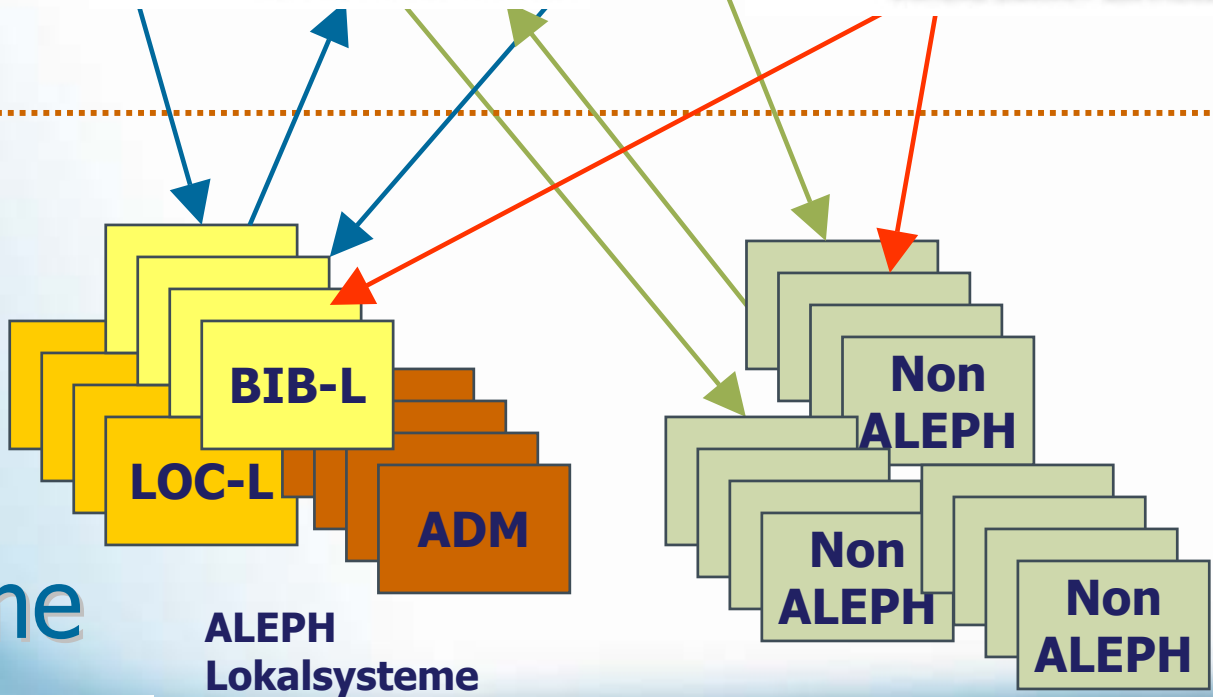 BIB-L
LOC-L
ADM
Non
ALEPH
Non
ALEPH
Non
ALEPH
ne
ALEPH
Lokalsysteme